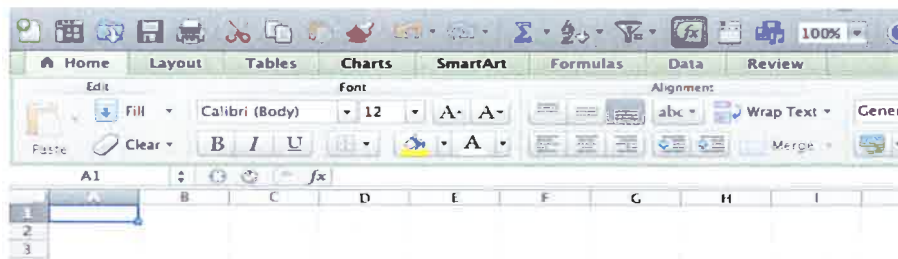 100%
Home Layout Tables Charts SmartArt Formulas Data Review
Edit Font Alignment
Fill Calibri (Body) 12 A A abc Wrap Text Gener
Paste Clear B I U A Merge
A1 fx
A B C D E F G H I
1
2
3